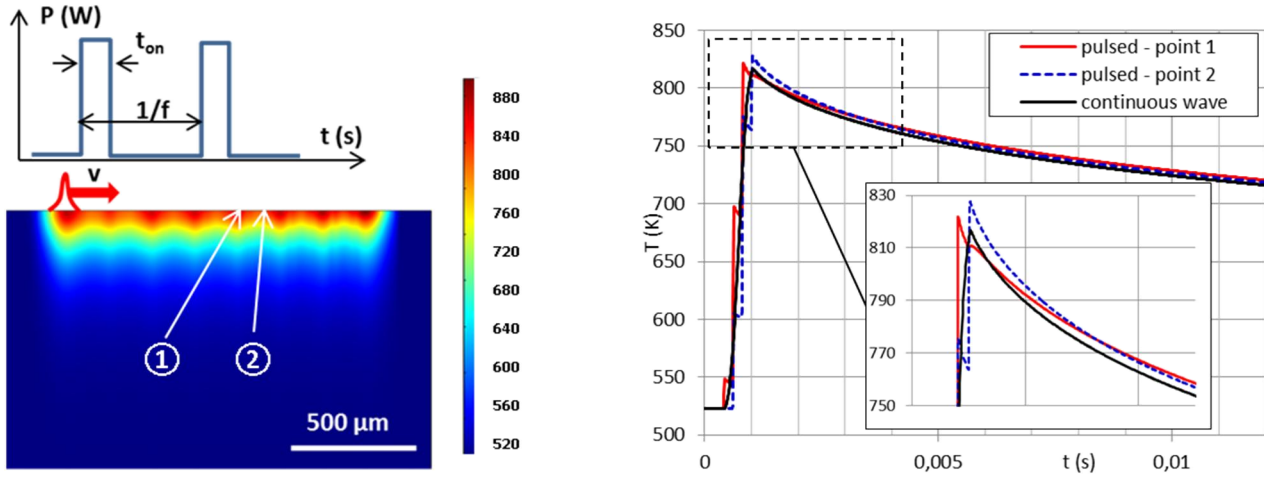 P (W)
t_on
1/f
t (s)
v
①
②
500 µm
880
840
800
760
720
680
640
600
560
520
850
800
750
700
650
600
550
500
T (K)
0
0,005
t (s)
0,01
pulsed - point 1
pulsed - point 2
continuous wave
830
810
790
770
750